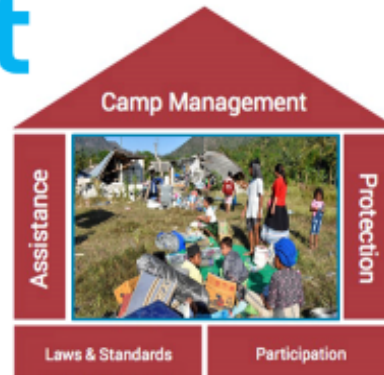 t
Camp Management
Assistance
Protection
Laws & Standards
Participation